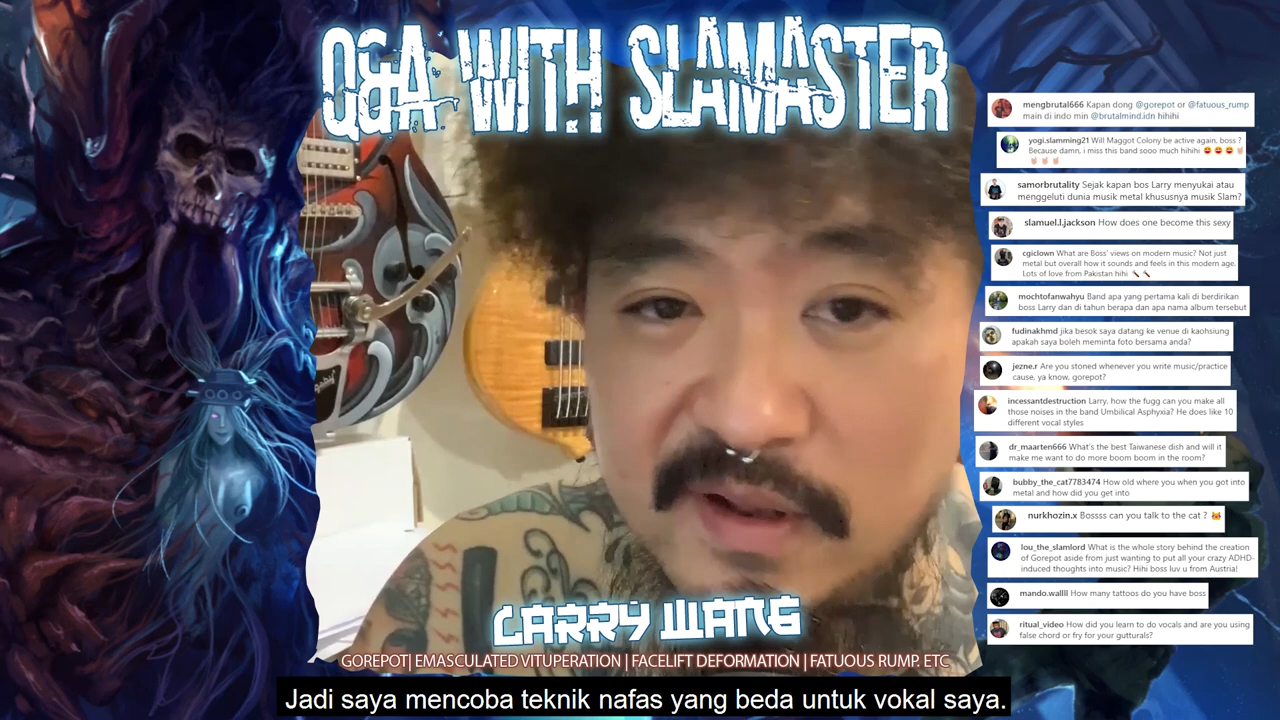 Q&A WITH SLAMASTER
mengbrutal666 Kapan dong @gorepot or @fatuous_rump
main di indo min @brutalmind.idn hihihi
yogi.slamming21 Will Maggot Colony be active again, boss ?
Because damn, i miss this band sooo much hihihi 😍 😍 😍 🤘🏻
🤘🏻 🤘🏻 🤘🏻
samorbrutality Sejak kapan bos Larry menyukai atau
menggeluti dunia musik metal khususnya musik Slam?
slamuel.l.jackson How does one become this sexy
cgiclown What are Boss' views on modern music? Not just
metal but overall how it sounds and feels in this modern age.
Lots of love from Pakistan hihi
mochtofanwahyu Band apa yang pertama kali di berdirikan
boss Larry dan di tahun berapa dan apa nama album tersebut
fudinakhmd jika besok saya datang ke venue di kaohsiung
apakah saya boleh meminta foto bersama anda?
jezne.r Are you stoned whenever you write music/practice
cause, ya know, gorepot?
incessantdestruction Larry, how the fugg can you make all
those noises in the band Umbilical Asphyxia? He does like 10
different vocal styles
dr_maarten666 What's the best Taiwanese dish and will it
make me want to do more boom boom in the room?
bubby_the_cat7783474 How old where you when you got into
metal and how did you get into
nurkhozin.x Bossss can you talk to the cat ? 😻
lou_the_slamlord What is the whole story behind the creation
of Gorepot aside from just wanting to put all your crazy ADHD-
induced thoughts into music? Hihi boss luv u from Austria!
mando.wallll How many tattoos do you have boss
ritual_video How did you learn to do vocals and are you using
false chord or fry for your gutturals?
LARRY WANG
GOREPOT| EMASCULATED VITUPERATION | FACELIFT DEFORMATION | FATUOUS RUMP. ETC
Jadi saya mencoba teknik nafas yang beda untuk vokal saya.